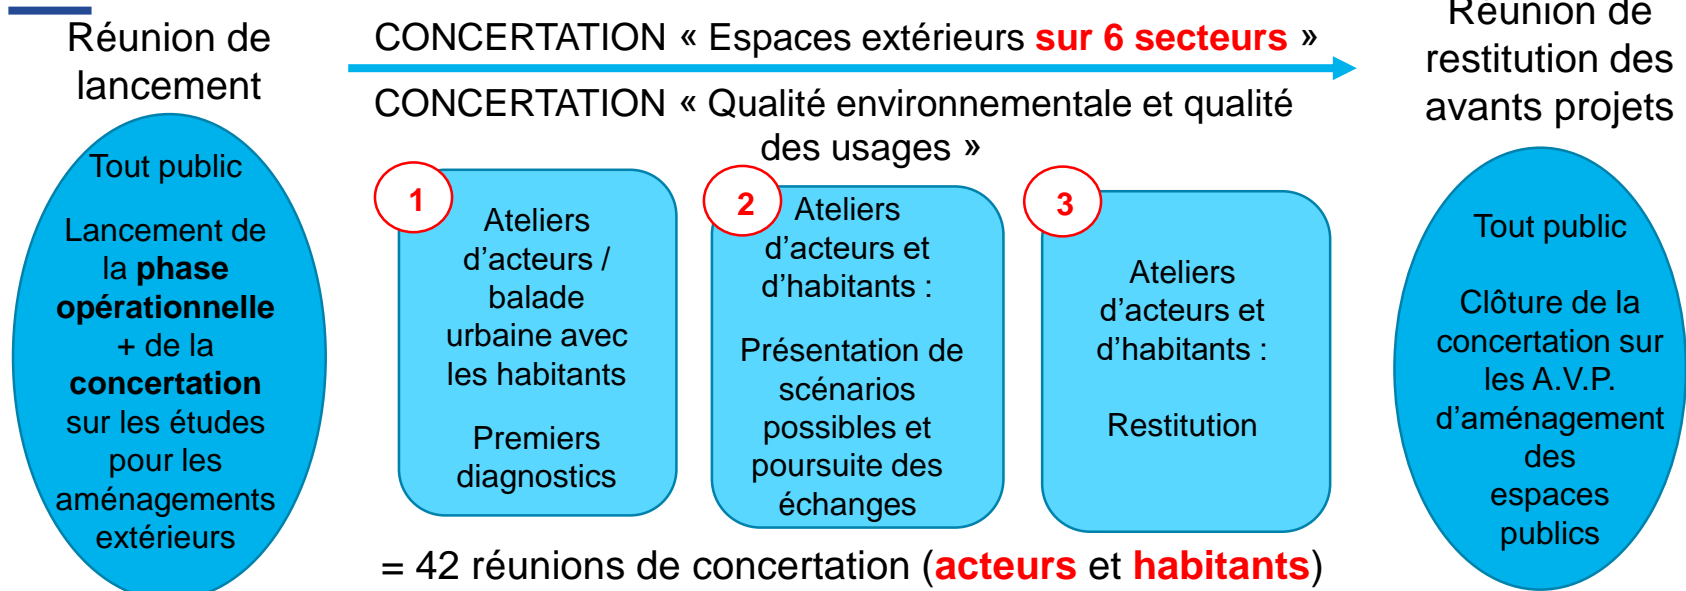 Réunion de
lancement
Tout public
Lancement de
la phase
opérationnelle
+ de la
concertation
sur les études
pour les
aménagements
extérieurs
CONCERTATION « Espaces extérieurs sur 6 secteurs »
CONCERTATION « Qualité environnementale et qualité
des usages »
1
Ateliers
d’acteurs /
balade
urbaine avec
les habitants
Premiers
diagnostics
2
Ateliers
d’acteurs et
d’habitants :
Présentation de
scénarios
possibles et
poursuite des
échanges
3
Ateliers
d’acteurs et
d’habitants :
Restitution
= 42 réunions de concertation (acteurs et habitants)
Réunion de
restitution des
avants projets
Tout public
Clôture de la
concertation sur
les A.V.P.
d’aménagement
des
espaces
publics